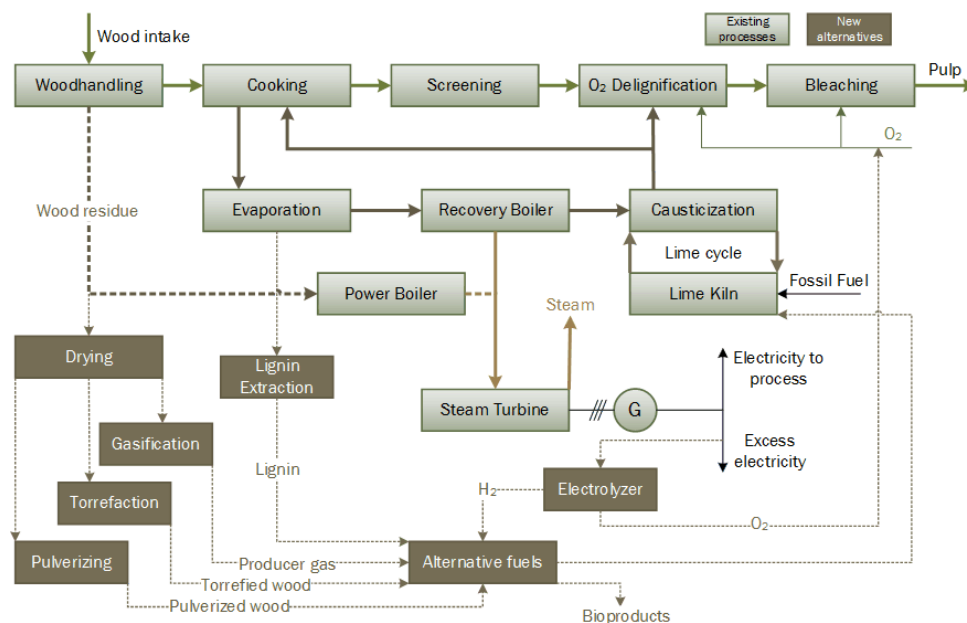 Wood intake
Existing
processes
New
alternatives
Woodhandling
Cooking
Screening
O₂ Delignification
Bleaching
Pulp
O₂
Wood residue
Evaporation
Recovery Boiler
Causticization
Lime cycle
Power Boiler
Lime Kiln
Fossil Fuel
Steam
Drying
Lignin
Extraction
Electricity to
process
Steam Turbine
G
Gasification
Lignin
Excess
electricity
Torrefaction
H₂
Electrolyzer
O₂
Pulverizing
Producer gas
Alternative fuels
Torrefied wood
Pulverized wood
Bioproducts